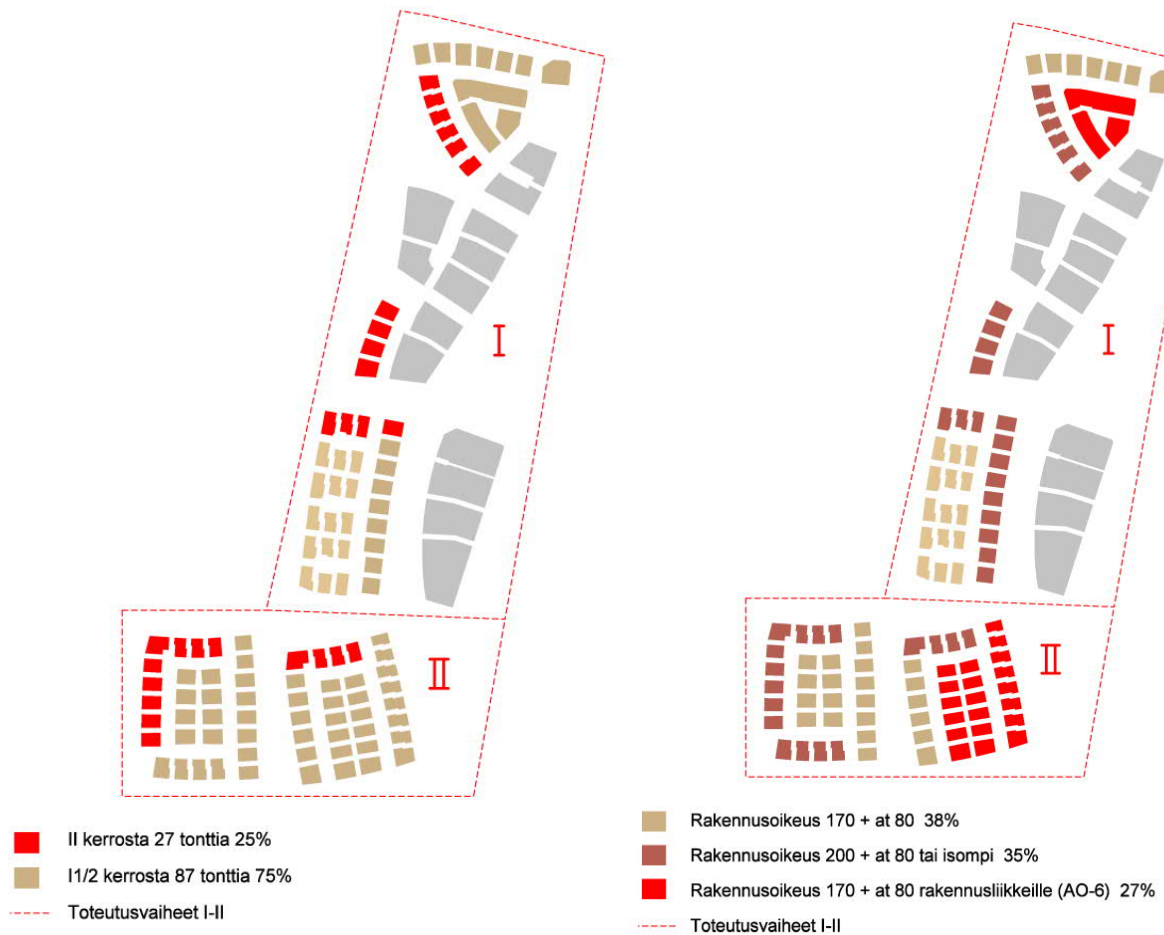 I
I
II
II
II kerrosta 27 tonttia 25%
I1/2 kerrosta 87 tonttia 75%
Toteutusvaiheet I-II
Rakennusoikeus 170 + at 80 38%
Rakennusoikeus 200 + at 80 tai isompi 35%
Rakennusoikeus 170 + at 80 rakennusliikkeille (AO-6) 27%
Toteutusvaiheet I-II